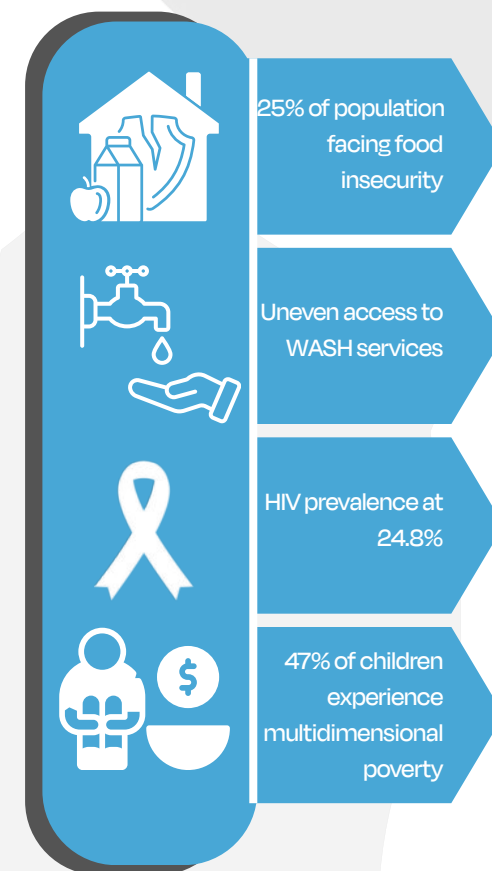 25% of population
facing food
insecurity
Uneven access to
WASH services
HIV prevalence at
24.8%
47% of children
experience
multidimensional
poverty
$